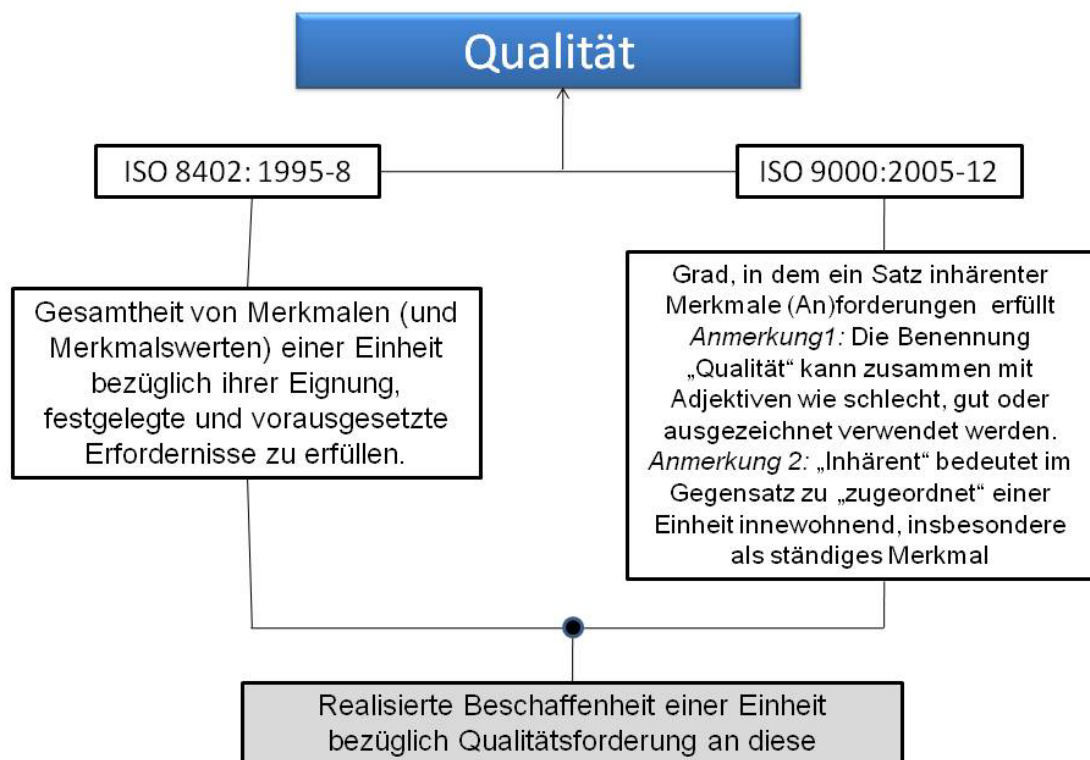 Qualität
ISO 8402: 1995-8
ISO 9000:2005-12
Gesamtheit von Merkmalen (und
Merkmalswerten) einer Einheit
bezüglich ihrer Eignung,
festgelegte und vorausgesetzte
Erfordernisse zu erfüllen.
Grad, in dem ein Satz inhärenter
Merkmale (An)forderungen erfüllt
Anmerkung1: Die Benennung
„Qualität“ kann zusammen mit
Adjektiven wie schlecht, gut oder
ausgezeichnet verwendet werden.
Anmerkung 2: „Inhärent“ bedeutet im
Gegensatz zu „zugeordnet“ einer
Einheit innewohnend, insbesondere
als ständiges Merkmal
Realisierte Beschaffenheit einer Einheit
bezüglich Qualitätsforderung an diese